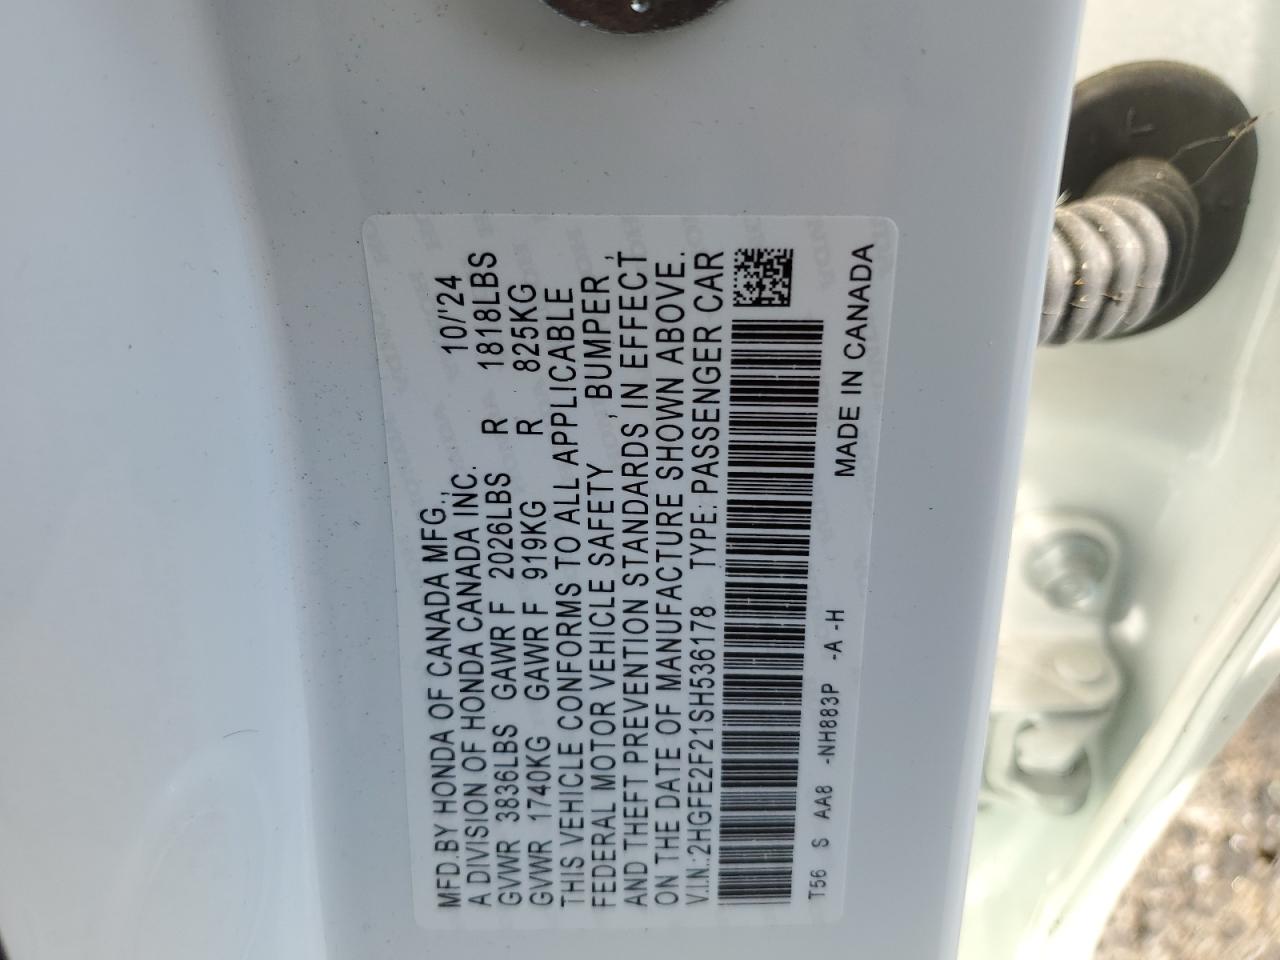 MFD.BY HONDA OF CANADA MFG., 10/'24
A DIVISION OF HONDA CANADA INC.
GVWR 3836LBS GAWR F 2026LBS R 1818LBS
GVWR 1740KG GAWR F 919KG R 825KG
THIS VEHICLE CONFORMS TO ALL APPLICABLE
FEDERAL MOTOR VEHICLE SAFETY , BUMPER ,
AND THEFT PREVENTION STANDARDS IN EFFECT
ON THE DATE OF MANUFACTURE SHOWN ABOVE.
V.I.N.:2HGFE2F21SH536178 TYPE: PASSENGER CAR
T56 S AA8 -NH883P -A -H
MADE IN CANADA